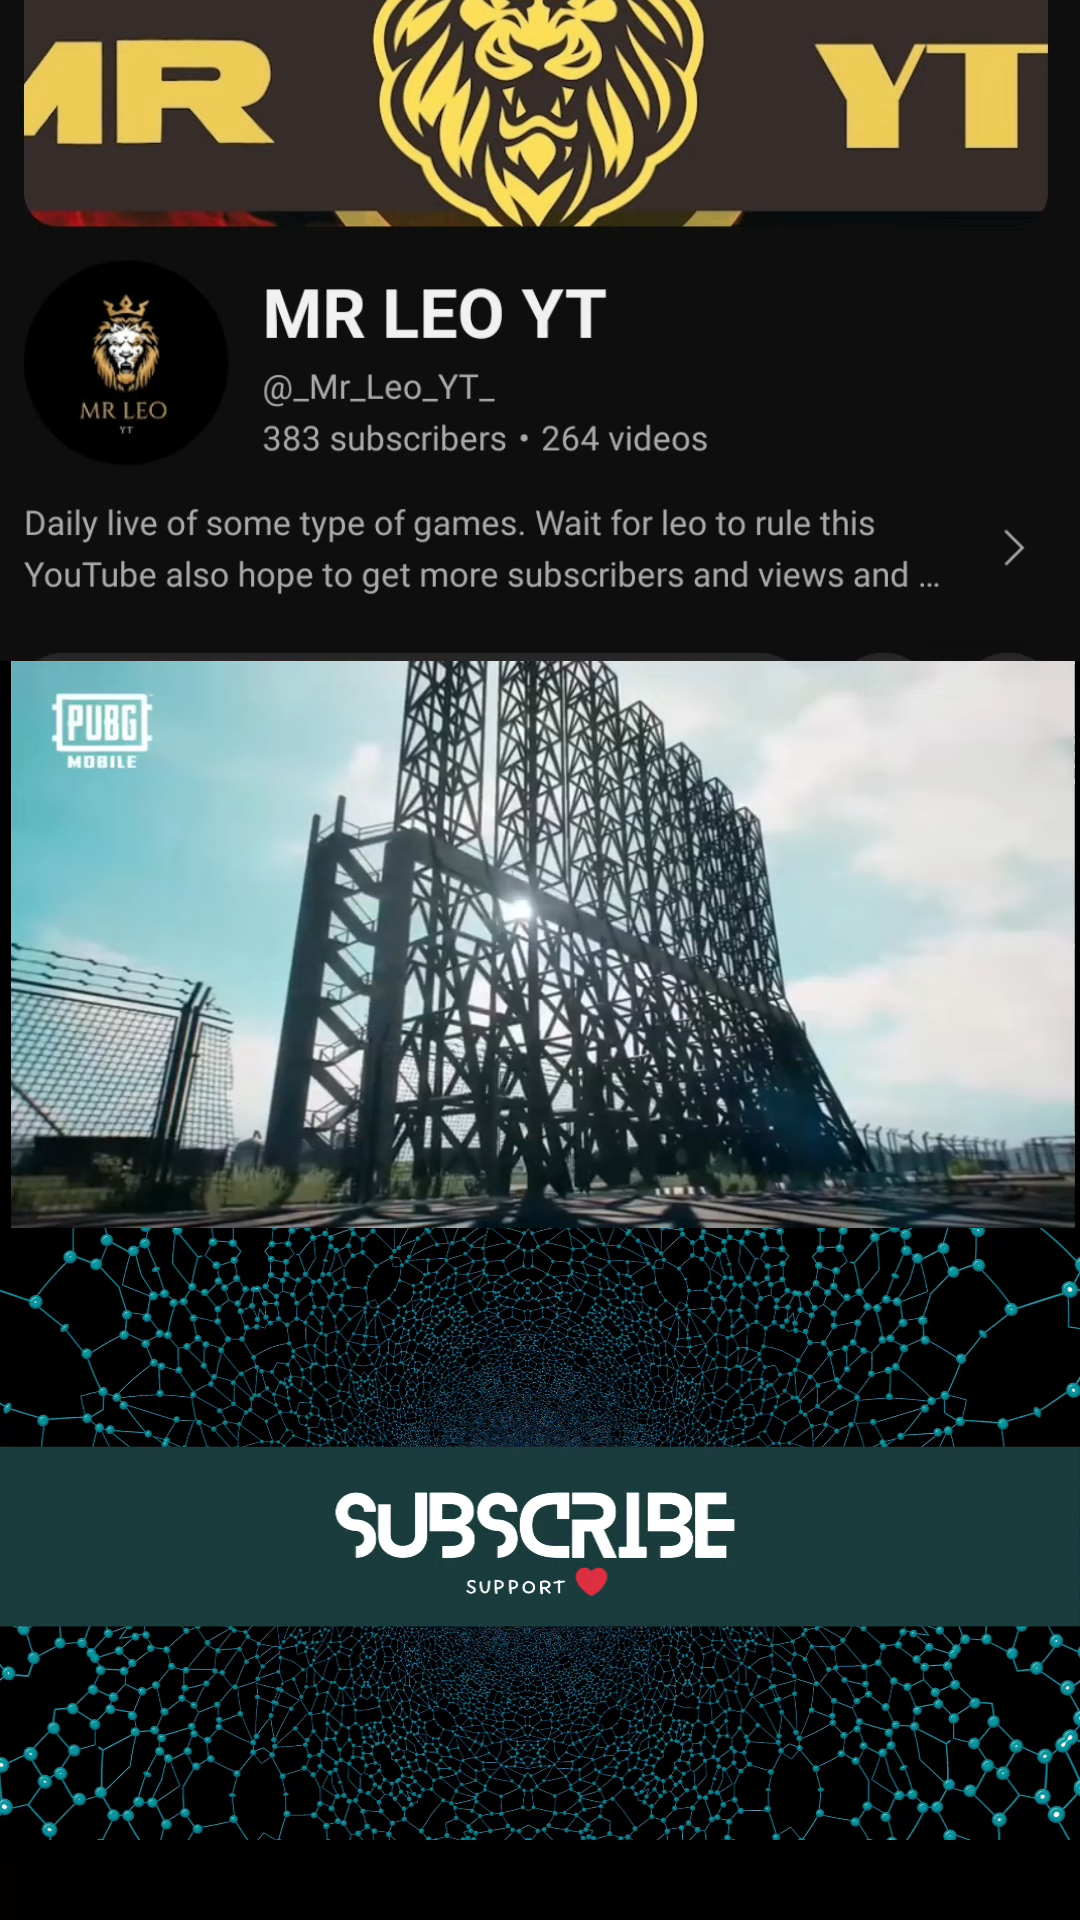 MR YT
MR LEO YT
MR LEO
YT
@_Mr_Leo_YT_
383 subscribers • 264 videos
Daily live of some type of games. Wait for leo to rule this
YouTube also hope to get more subscribers and views and ...
PUBG
MOBILE
SUBSCRIBE
SUPPORT ❤️